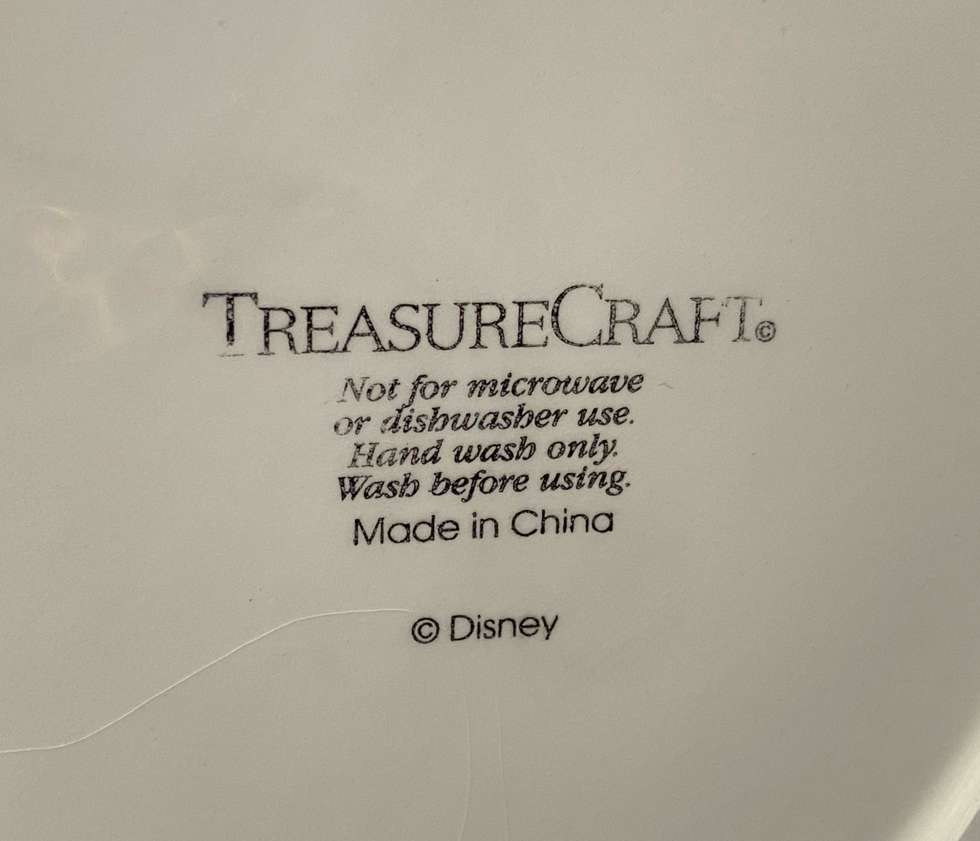 TREASURECRAFT©
Not for microwave
or dishwasher use.
Hand wash only.
Wash before using.
Made in China
© Disney